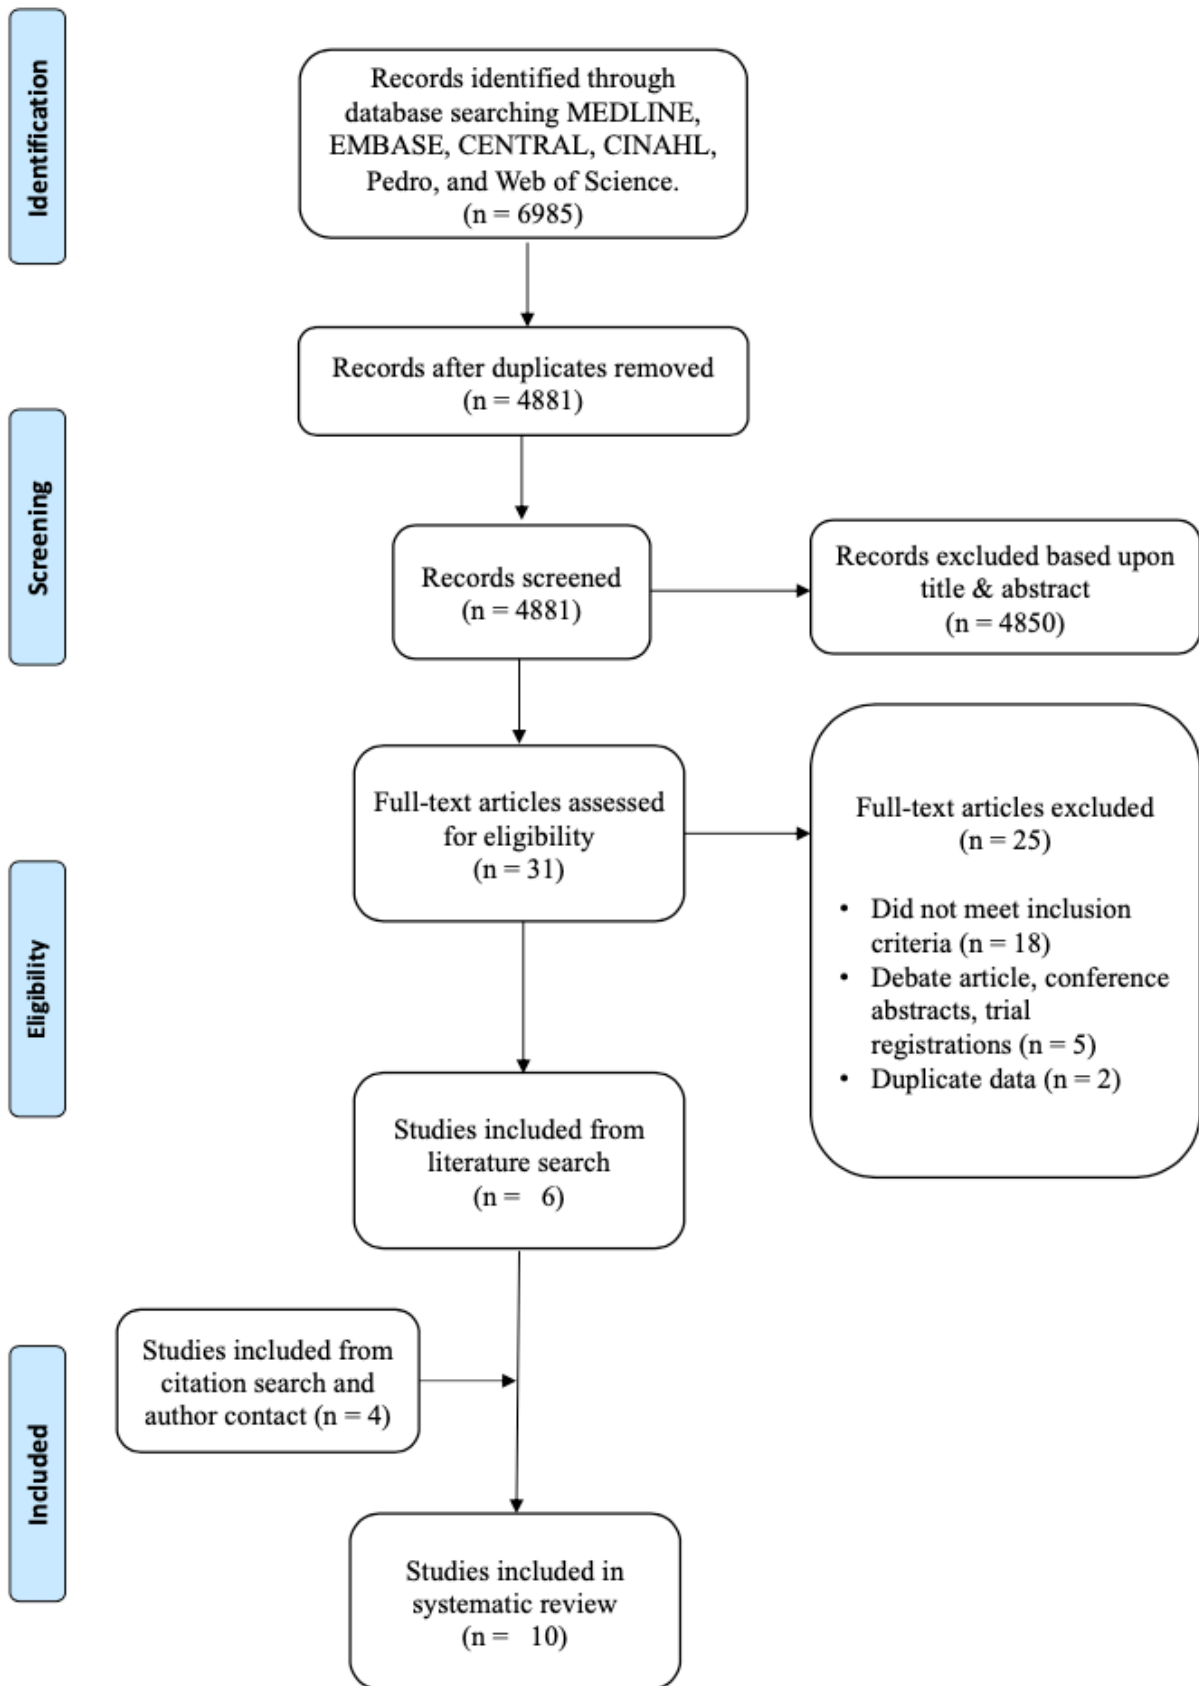 Identification
Records identified through
database searching MEDLINE,
EMBASE, CENTRAL, CINAHL,
Pedro, and Web of Science.
(n = 6985)
Records after duplicates removed
(n = 4881)
Screening
Records screened
(n = 4881)
Records excluded based upon
title & abstract
(n = 4850)
Full-text articles assessed
for eligibility
(n = 31)
Full-text articles excluded
(n = 25)
• Did not meet inclusion
criteria (n = 18)
• Debate article, conference
abstracts, trial
registrations (n = 5)
• Duplicate data (n = 2)
Eligibility
Studies included from
literature search
(n =   6)
Studies included from
citation search and
author contact (n = 4)
Included
Studies included in
systematic review
(n =   10)